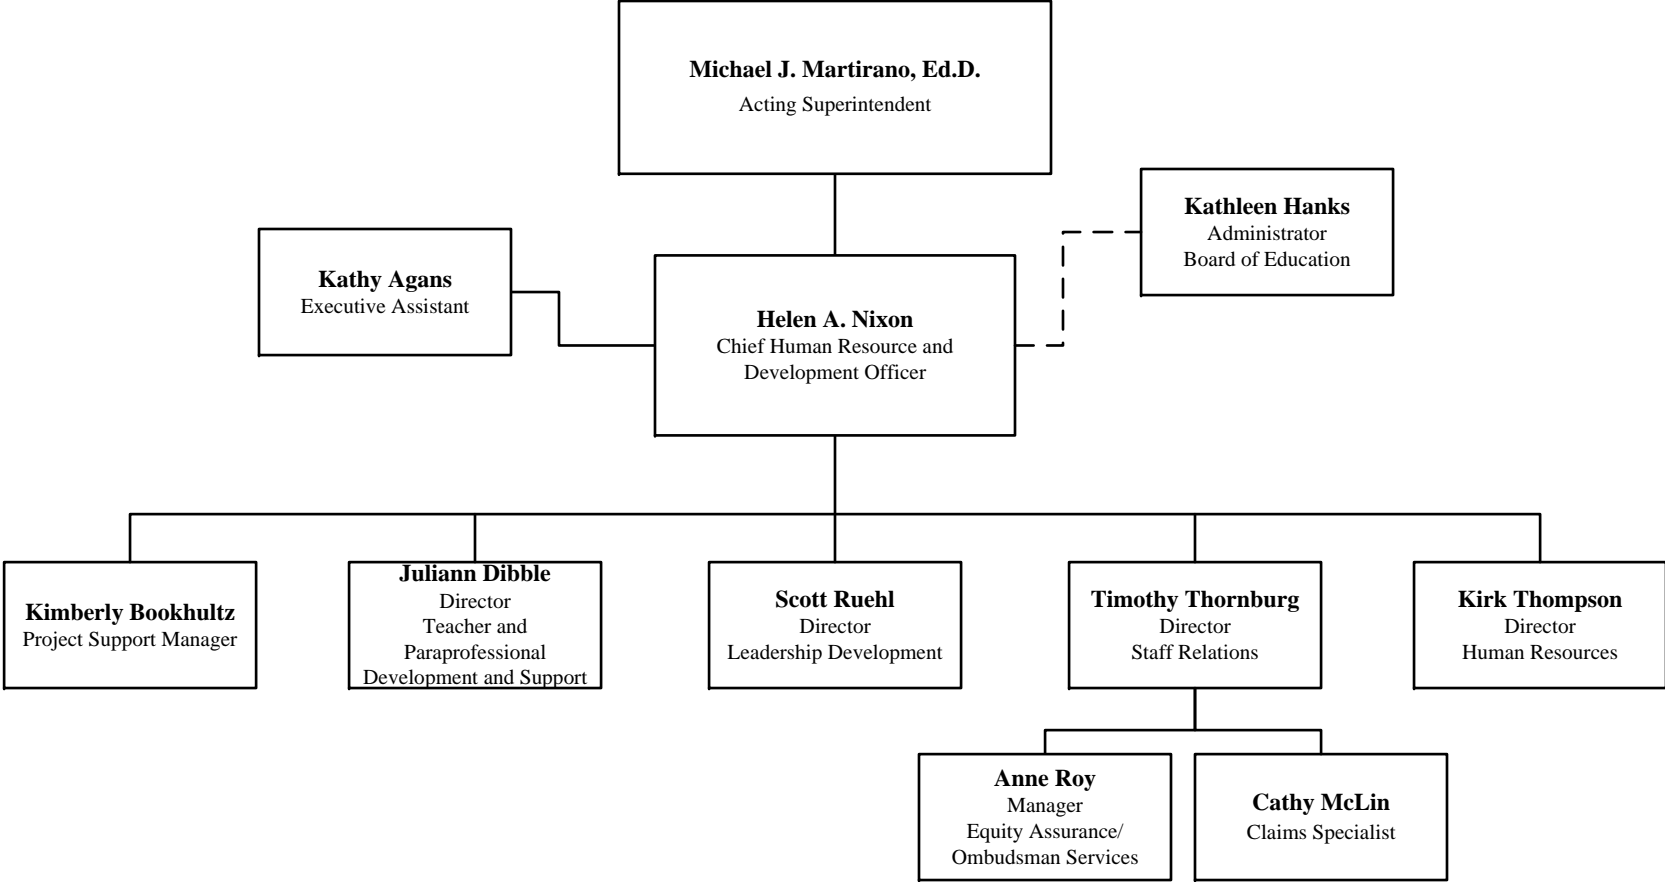 Michael J. Martirano, Ed.D.
Acting Superintendent
Kathleen Hanks
Administrator
Board of Education
Kathy Agans
Executive Assistant
Helen A. Nixon
Chief Human Resource and
Development Officer
Kimberly Bookhultz
Project Support Manager
Juliann Dibble
Director
Teacher and
Paraprofessional
Development and Support
Scott Ruehl
Director
Leadership Development
Timothy Thornburg
Director
Staff Relations
Kirk Thompson
Director
Human Resources
Anne Roy
Manager
Equity Assurance/
Ombudsman Services
Cathy McLin
Claims Specialist